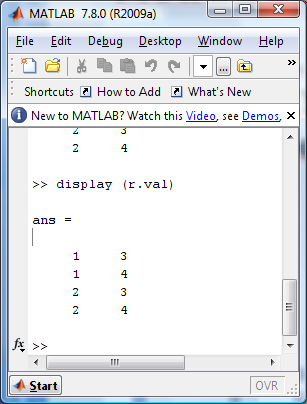 MATLAB 7.8.0 (R2009a)
File Edit Debug Desktop Window Help
Shortcuts How to Add What's New
New to MATLAB? Watch this Video, see Demos,
2 3
2 4
>> display (r.val)
ans =
1 3
1 4
2 3
2 4
fx >>
Start OVR